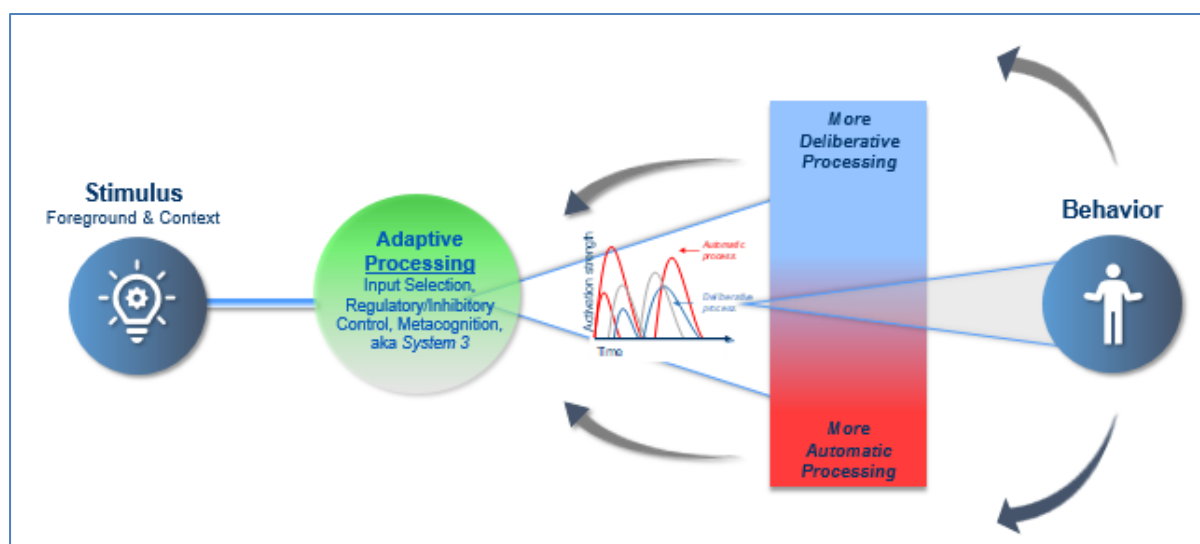 Stimulus
Foreground & Context
Adaptive
Processing
Input Selection,
Regulatory/Inhibitory
Control, Metacognition,
aka System 3
Activation strength
Time
Automatic
process
Deliberative
process
More
Deliberative
Processing
More
Automatic
Processing
Behavior